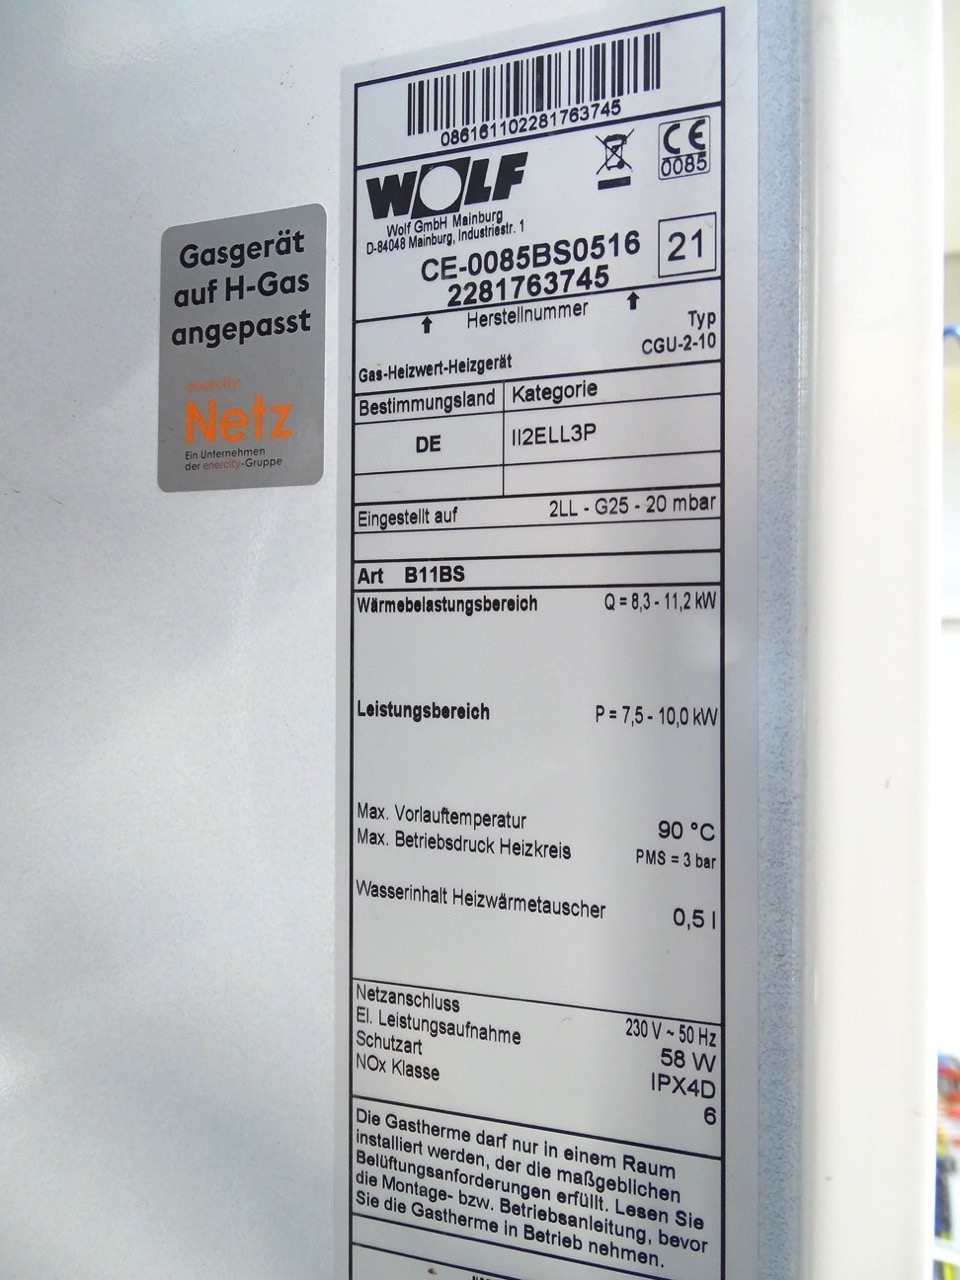 0861611022817​63745
WOLF
CE
0085
Wolf GmbH Mainburg
D-84048 Mainburg, Industriestr. 1
CE-0085BS0516
21
2281763745
Herstellnummer
Typ
CGU-2-10
Gas-Heizwert-Heizgerät
Bestimmungsland Kategorie
DE II2ELL3P
Eingestellt auf 2LL - G25 - 20 mbar
Art B11BS
Wärmebelastungsbereich Q = 8,3 - 11,2 kW
Leistungsbereich P = 7,5 - 10,0 kW
Max. Vorlauftemperatur 90 °C
Max. Betriebsdruck Heizkreis PMS = 3 bar
Wasserinhalt Heizwärmetauscher 0,5 l
Netzanschluss 230 V ~ 50 Hz
El. Leistungsaufnahme 58 W
Schutzart IPX4D
NOx Klasse 6
Die Gastherme darf nur in einem Raum
installiert werden, der die maßgeblichen
Belüftungsanforderungen erfüllt. Lesen Sie
die Montage- bzw. Betriebsanleitung, bevor
Sie die Gastherme in Betrieb nehmen.
Gasgerät
auf H-Gas
angepasst
enercity
Netz
Ein Unternehmen
der enercity-Gruppe